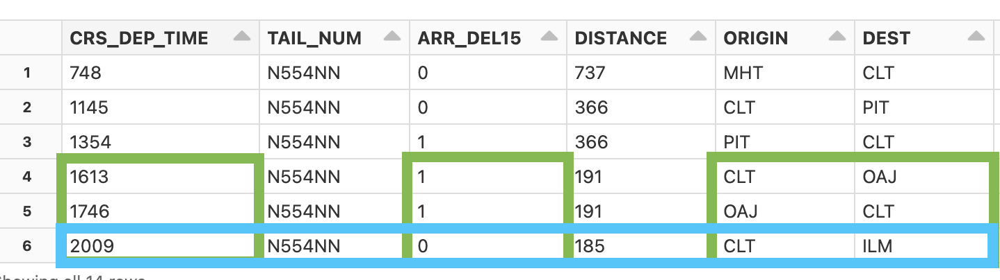 CRS_DEP_TIME TAIL_NUM ARR_DEL15 DISTANCE ORIGIN DEST
1 748 N554NN 0 737 MHT CLT
2 1145 N554NN 0 366 CLT PIT
3 1354 N554NN 1 366 PIT CLT
4 1613 N554NN 1 191 CLT OAJ
5 1746 N554NN 1 191 OAJ CLT
6 2009 N554NN 0 185 CLT ILM
Showing all 14 rows